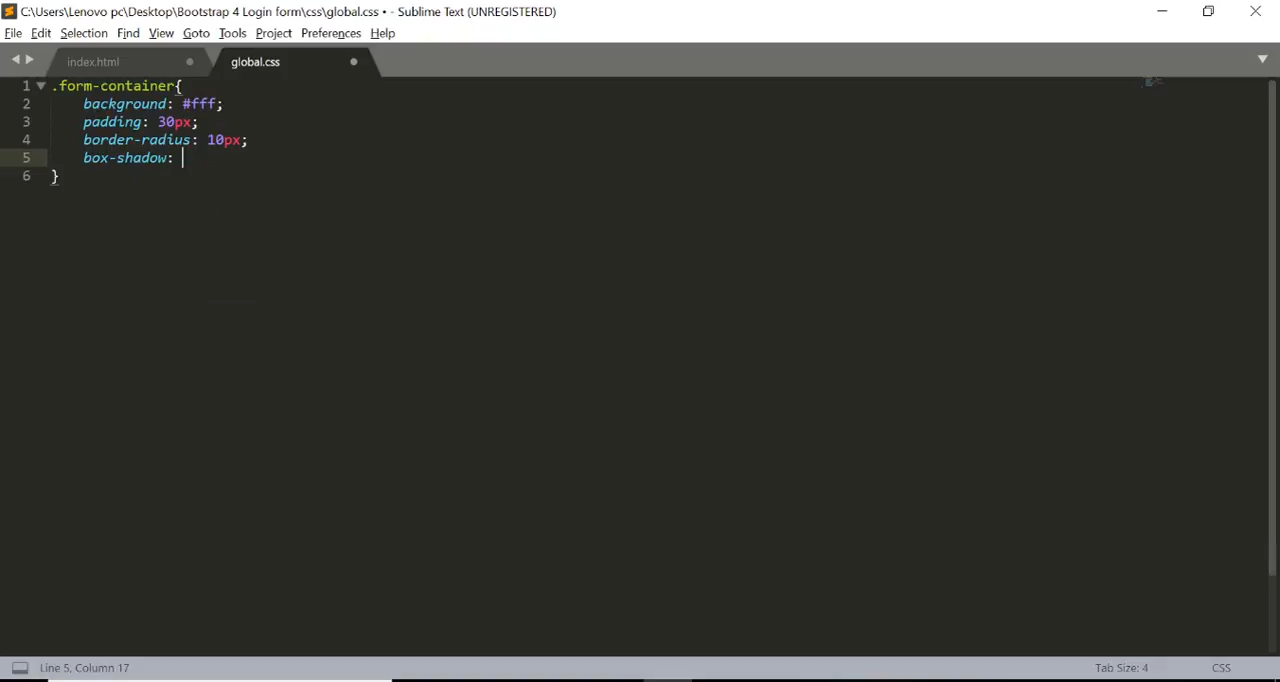 C:\Users\Lenovo pc\Desktop\Bootstrap 4 Login form\css\global.css • - Sublime Text (UNREGISTERED)
File Edit Selection Find View Goto Tools Project Preferences Help
index.html global.css
1 .form-container{
2 background: #fff;
3 padding: 30px;
4 border-radius: 10px;
5 box-shadow:
6 }
Line 5, Column 17 Tab Size: 4 CSS